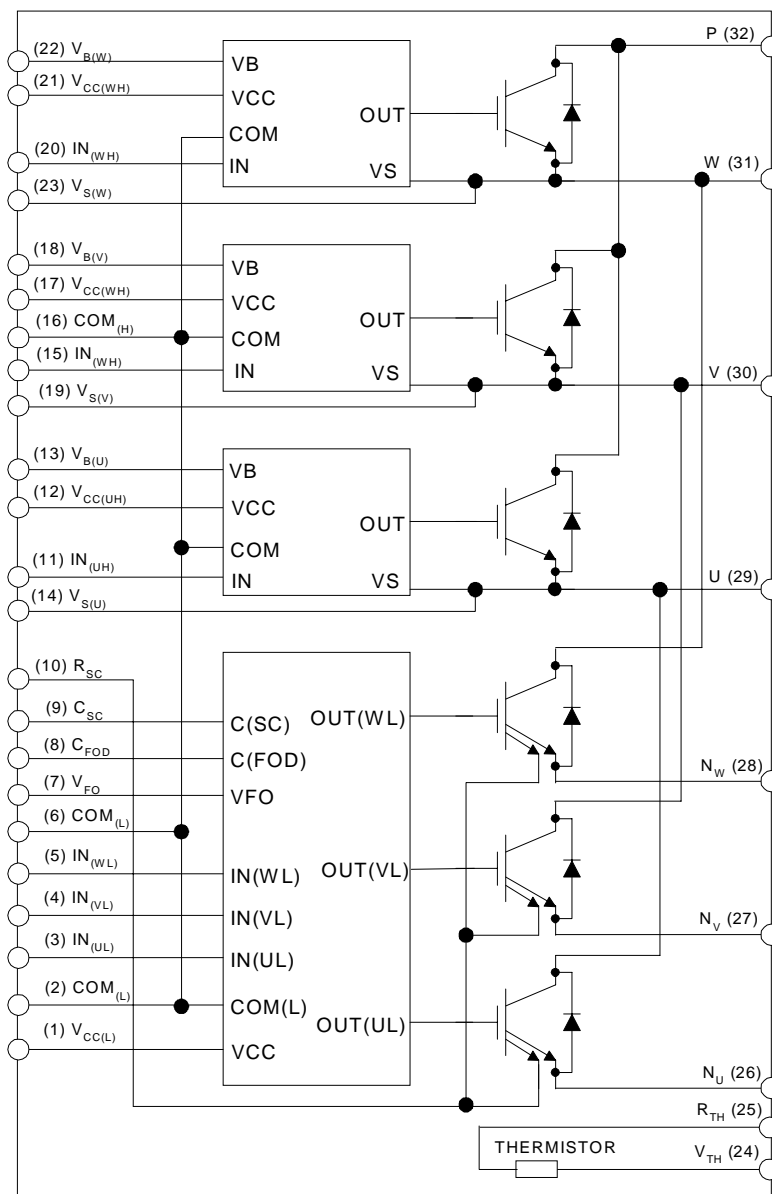 (22) VB(W)
(21) VCC(WH)
(20) IN(WH)
(23) VS(W)
VB
VCC
COM
IN
OUT
VS
P (32)
W (31)
(18) VB(V)
(17) VCC(WH)
(16) COM(H)
(15) IN(WH)
(19) VS(V)
VB
VCC
COM
IN
OUT
VS
V (30)
(13) VB(U)
(12) VCC(UH)
(11) IN(UH)
(14) VS(U)
VB
VCC
COM
IN
OUT
VS
U (29)
(10) RSC
(9) CSC
(8) CFOD
(7) VFO
(6) COM(L)
(5) IN(WL)
(4) IN(VL)
(3) IN(UL)
(2) COM(L)
(1) VCC(L)
C(SC)
C(FOD)
VFO
IN(WL)
IN(VL)
IN(UL)
COM(L)
VCC
OUT(WL)
OUT(VL)
OUT(UL)
NW (28)
NV (27)
NU (26)
RTH (25)
VTH (24)
THERMISTOR